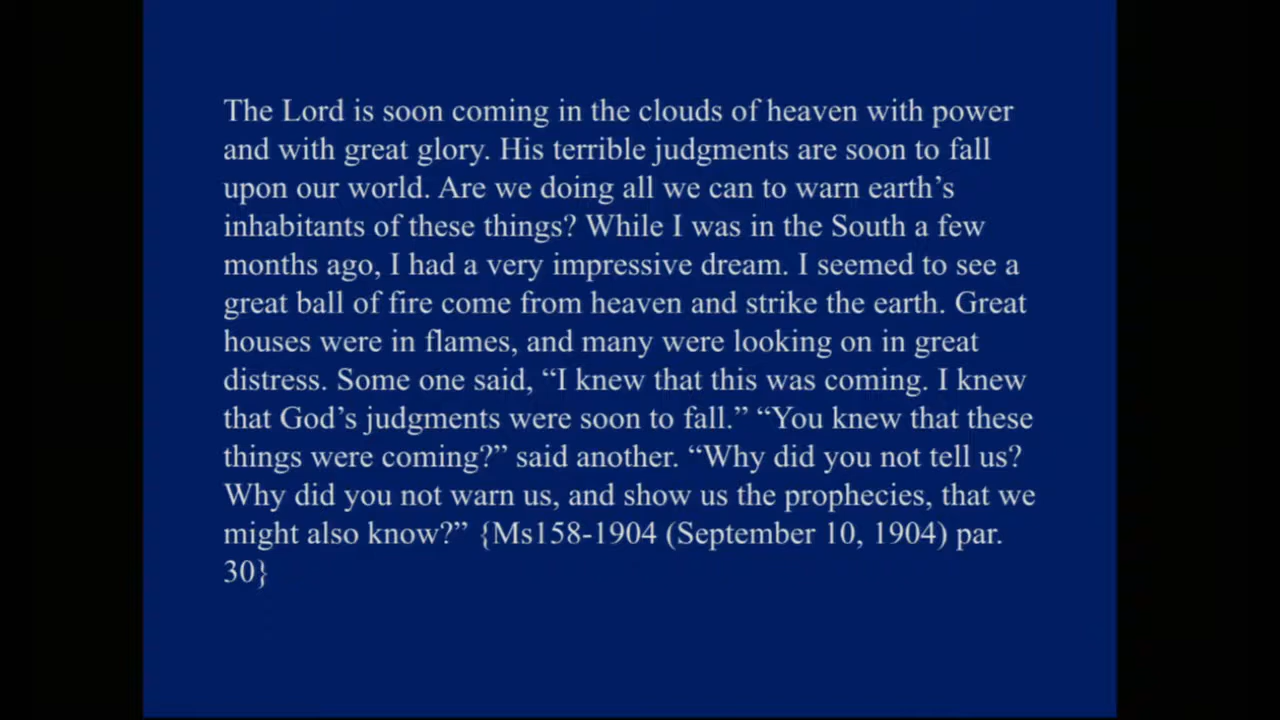 The Lord is soon coming in the clouds of heaven with power
and with great glory. His terrible judgments are soon to fall
upon our world. Are we doing all we can to warn earth’s
inhabitants of these things? While I was in the South a few
months ago, I had a very impressive dream. I seemed to see a
great ball of fire come from heaven and strike the earth. Great
houses were in flames, and many were looking on in great
distress. Some one said, “I knew that this was coming. I knew
that God’s judgments were soon to fall.” “You knew that these
things were coming?” said another. “Why did you not tell us?
Why did you not warn us, and show us the prophecies, that we
might also know?” {Ms158-1904 (September 10, 1904) par.
30}